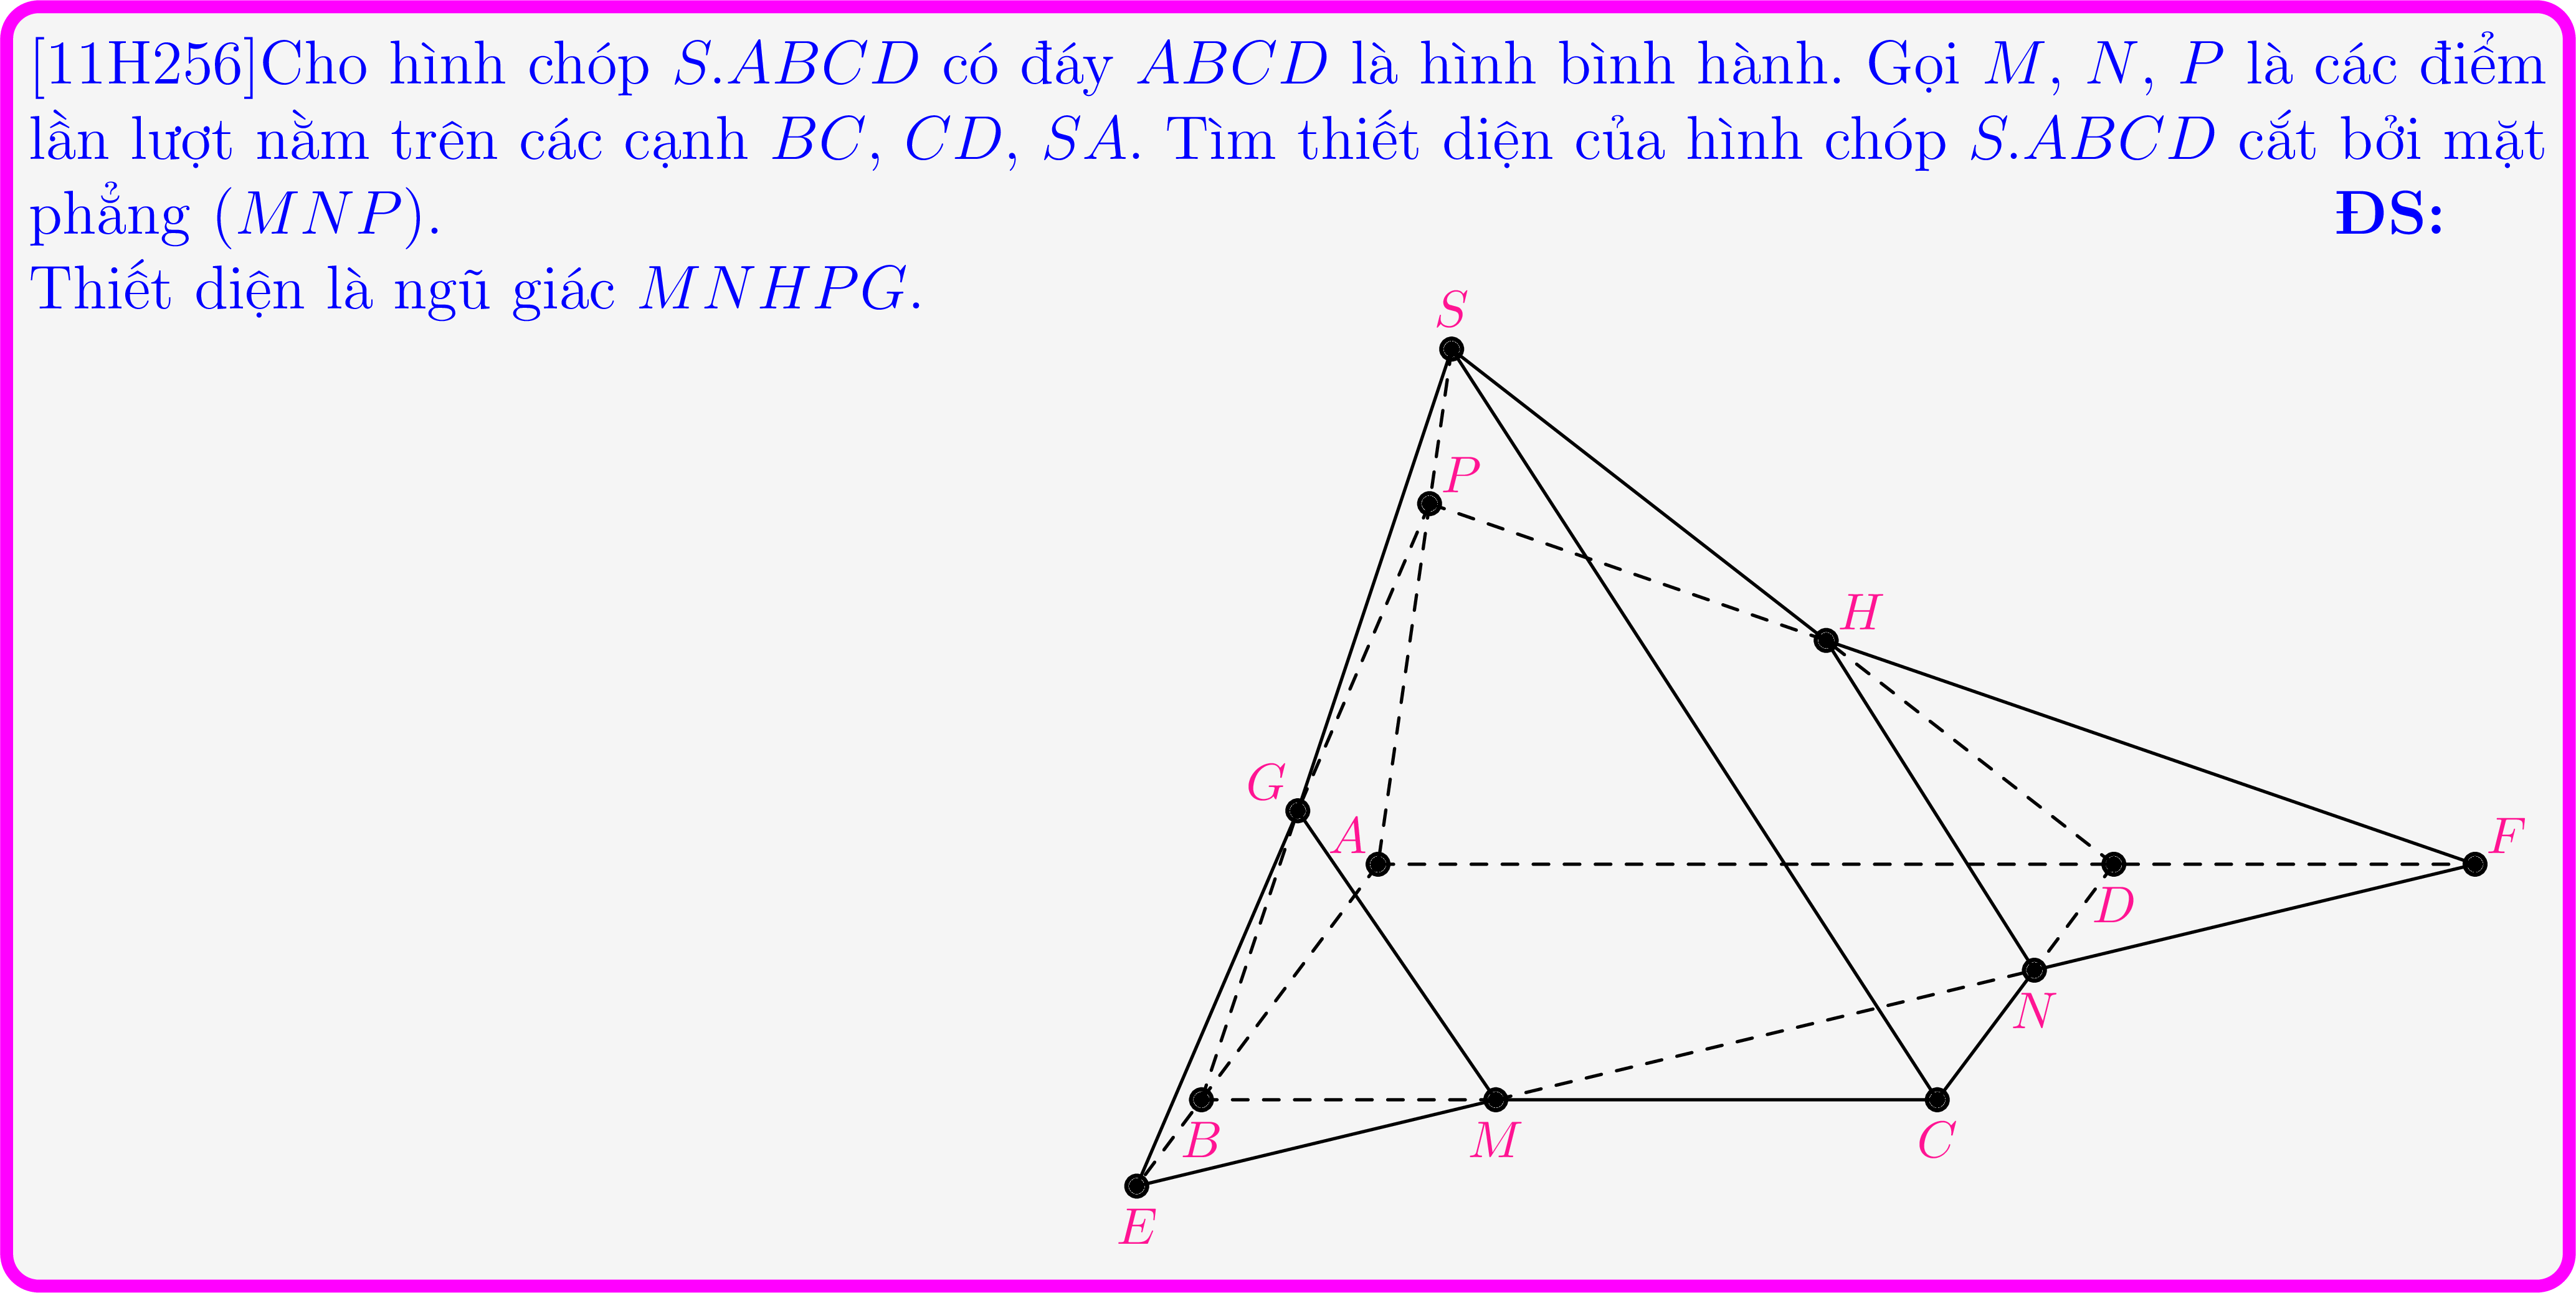 [11H256]Cho hình chóp S.ABCD có đáy ABCD là hình bình hành. Gọi M, N, P là các điểm
lần lượt nằm trên các cạnh BC, CD, SA. Tìm thiết diện của hình chóp S.ABCD cắt bởi mặt
phẳng (MNP). ĐS:
Thiết diện là ngũ giác MNHPG.
S
P
H
G
A
F
D
N
B
M
C
E